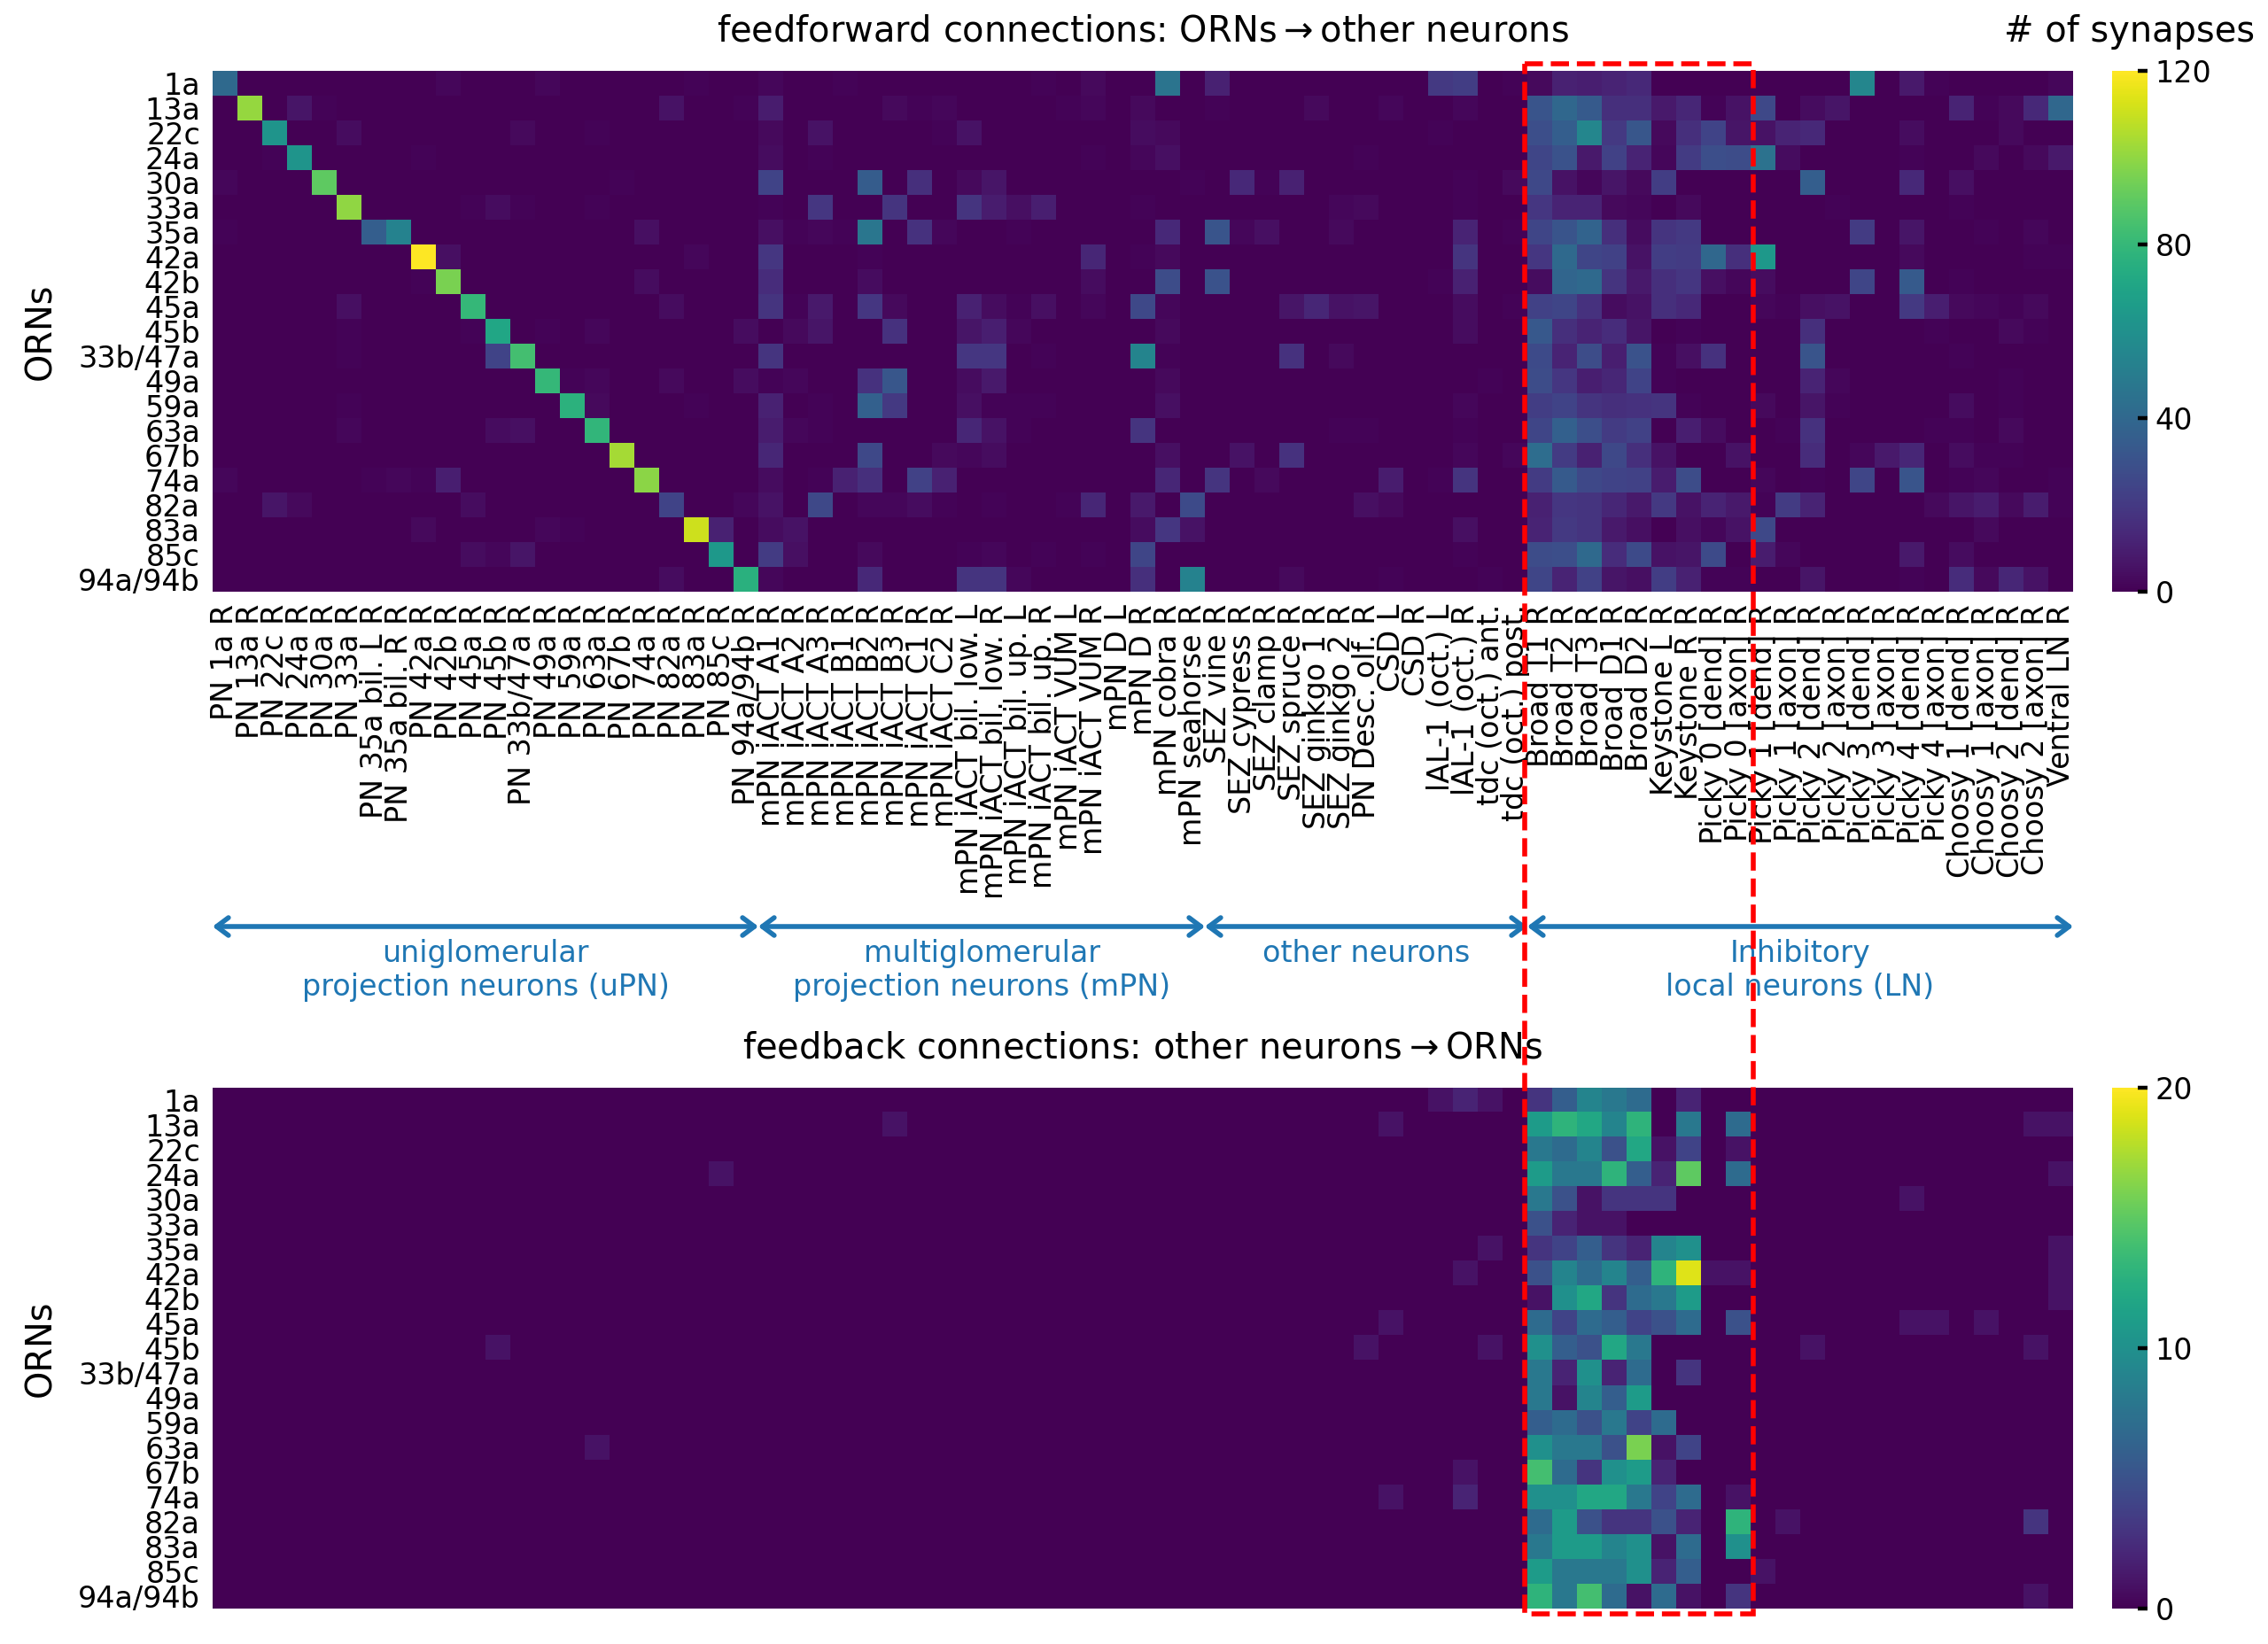 feedforward connections: ORNs→other neurons
# of synapses
ORNs
1a
13a
22c
24a
30a
33a
35a
42a
42b
45a
45b
33b/47a
49a
59a
63a
67b
74a
82a
83a
85c
94a/94b
120
80
40
0
PN 1a R
PN 13a R
PN 22c R
PN 24a R
PN 30a R
PN 33a R
PN 35a bil. L R
PN 35a bil. R R
PN 42a R
PN 42b R
PN 45a R
PN 45b R
PN 33b/47a R
PN 49a R
PN 59a R
PN 63a R
PN 67b R
PN 74a R
PN 82a R
PN 83a R
PN 85c R
PN 94a/94b R
mPN iACT A1 R
mPN iACT A2 R
mPN iACT A3 R
mPN iACT B1 R
mPN iACT B2 R
mPN iACT B3 R
mPN iACT C1 R
mPN iACT C2 R
mPN iACT bil. low. L
mPN iACT bil. low. R
mPN iACT bil. up. L
mPN iACT bil. up. R
mPN iACT VUM L
mPN iACT VUM R
mPN D L
mPN D R
mPN cobra R
mPN seahorse R
SEZ vine R
SEZ cypress R
SEZ clamp R
SEZ spruce R
SEZ ginkgo 1 R
SEZ ginkgo 2 R
PN Desc. olf. R
CSD L
CSD R
lAL-1 (oct.) L
lAL-1 (oct.) R
tdc (oct.) ant.
tdc (oct.) post.
Broad T1 R
Broad T2 R
Broad T3 R
Broad D1 R
Broad D2 R
Keystone L R
Keystone R R
Picky 0 [dend] R
Picky 0 [axon] R
Picky 1 [dend] R
Picky 1 [axon] R
Picky 2 [dend] R
Picky 2 [axon] R
Picky 3 [dend] R
Picky 3 [axon] R
Picky 4 [dend] R
Picky 4 [axon] R
Choosy 1 [dend] R
Choosy 1 [axon] R
Choosy 2 [dend] R
Choosy 2 [axon] R
Ventral LN R
uniglomerular
projection neurons (uPN)
multiglomerular
projection neurons (mPN)
other neurons
Inhibitory
local neurons (LN)
feedback connections: other neurons→ORNs
ORNs
1a
13a
22c
24a
30a
33a
35a
42a
42b
45a
45b
33b/47a
49a
59a
63a
67b
74a
82a
83a
85c
94a/94b
20
10
0